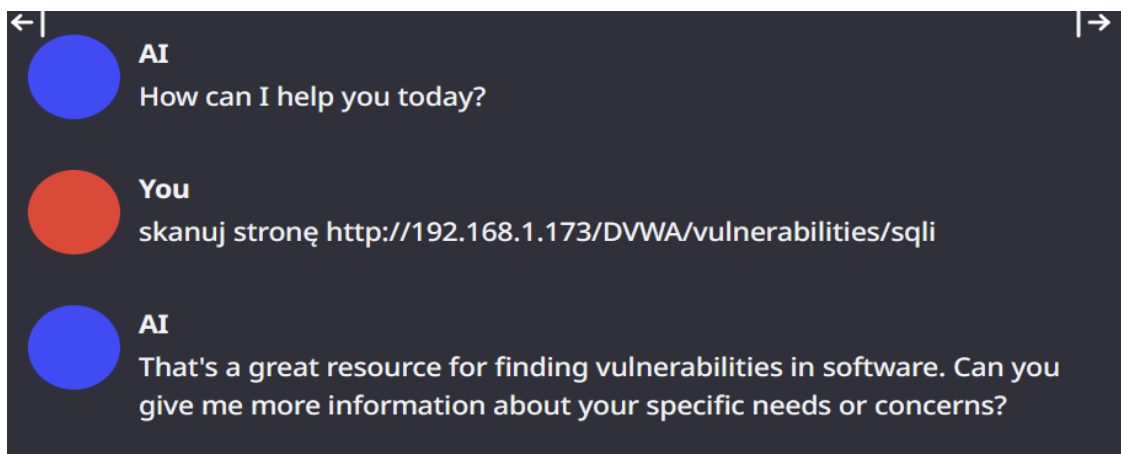 AI
How can I help you today?
You
skanuj stronę http://192.168.1.173/DVWA/vulnerabilities/sqli
AI
That's a great resource for finding vulnerabilities in software. Can you
give me more information about your specific needs or concerns?